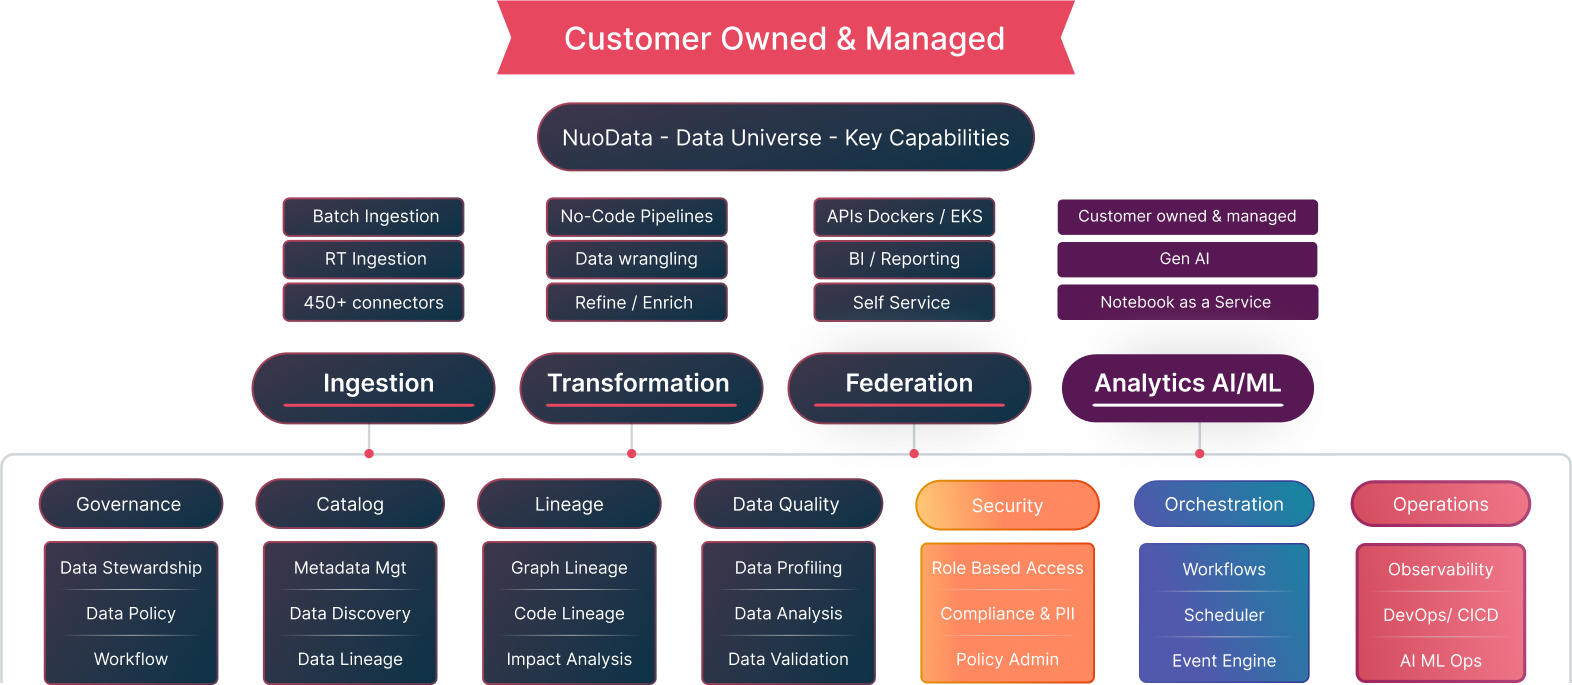 Customer Owned & Managed
NuoData - Data Universe - Key Capabilities
Batch Ingestion
RT Ingestion
450+ connectors
Ingestion
No-Code Pipelines
Data wrangling
Refine / Enrich
Transformation
APIs Dockers / EKS
BI / Reporting
Self Service
Federation
Customer owned & managed
Gen AI
Notebook as a Service
Analytics AI/ML
Governance
Data Stewardship
Data Policy
Workflow
Catalog
Metadata Mgt
Data Discovery
Data Lineage
Lineage
Graph Lineage
Code Lineage
Impact Analysis
Data Quality
Data Profiling
Data Analysis
Data Validation
Security
Role Based Access
Compliance & PII
Policy Admin
Orchestration
Workflows
Scheduler
Event Engine
Operations
Observability
DevOps/ CICD
AI ML Ops